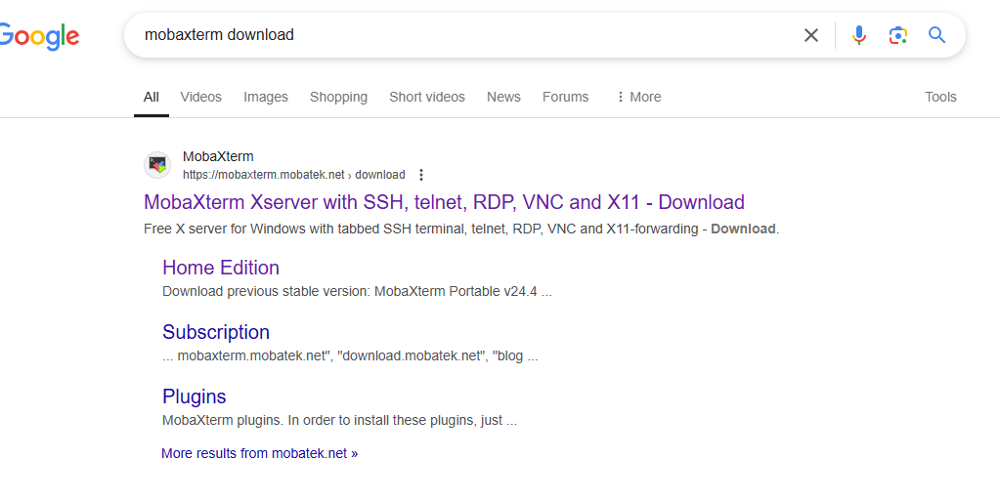 Google
mobaxterm download
All Videos Images Shopping Short videos News Forums More Tools
MobaXterm
https://mobaxterm.mobatek.net › download
MobaXterm Xserver with SSH, telnet, RDP, VNC and X11 - Download
Free X server for Windows with tabbed SSH terminal, telnet, RDP, VNC and X11-forwarding - Download.
Home Edition
Download previous stable version: MobaXterm Portable v24.4 ...
Subscription
... mobaxterm.mobatek.net", "download.mobatek.net", "blog ...
Plugins
MobaXterm plugins. In order to install these plugins, just ...
More results from mobatek.net »